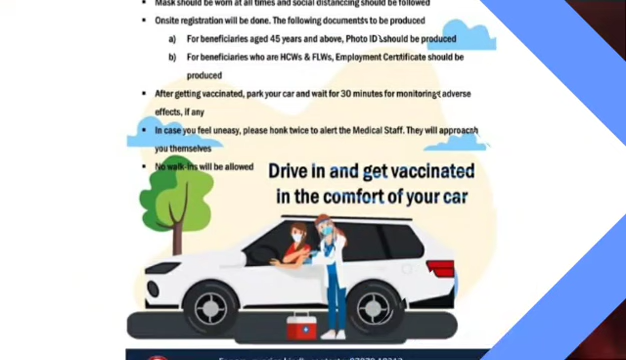 Mask should be worn at all times and social distanccing should be followed
Onsite registration will be done. The following documentsts to be produced
a) For beneficiaries aged 45 years and above, Photo ID should be produced
b) For beneficiaries who are HCWs & FLWs, Employment Certtificate should be
produced
After getting vaccinated, park your car and wait for 30 minutes for monitoringt adverse
effects, if any
In case you feel uneasy, please honk twice to alert the Medical Staff. They will approach
you themselves
No walk-ins will be allowed
Drive in and get vaccinated
in the comfort of your car